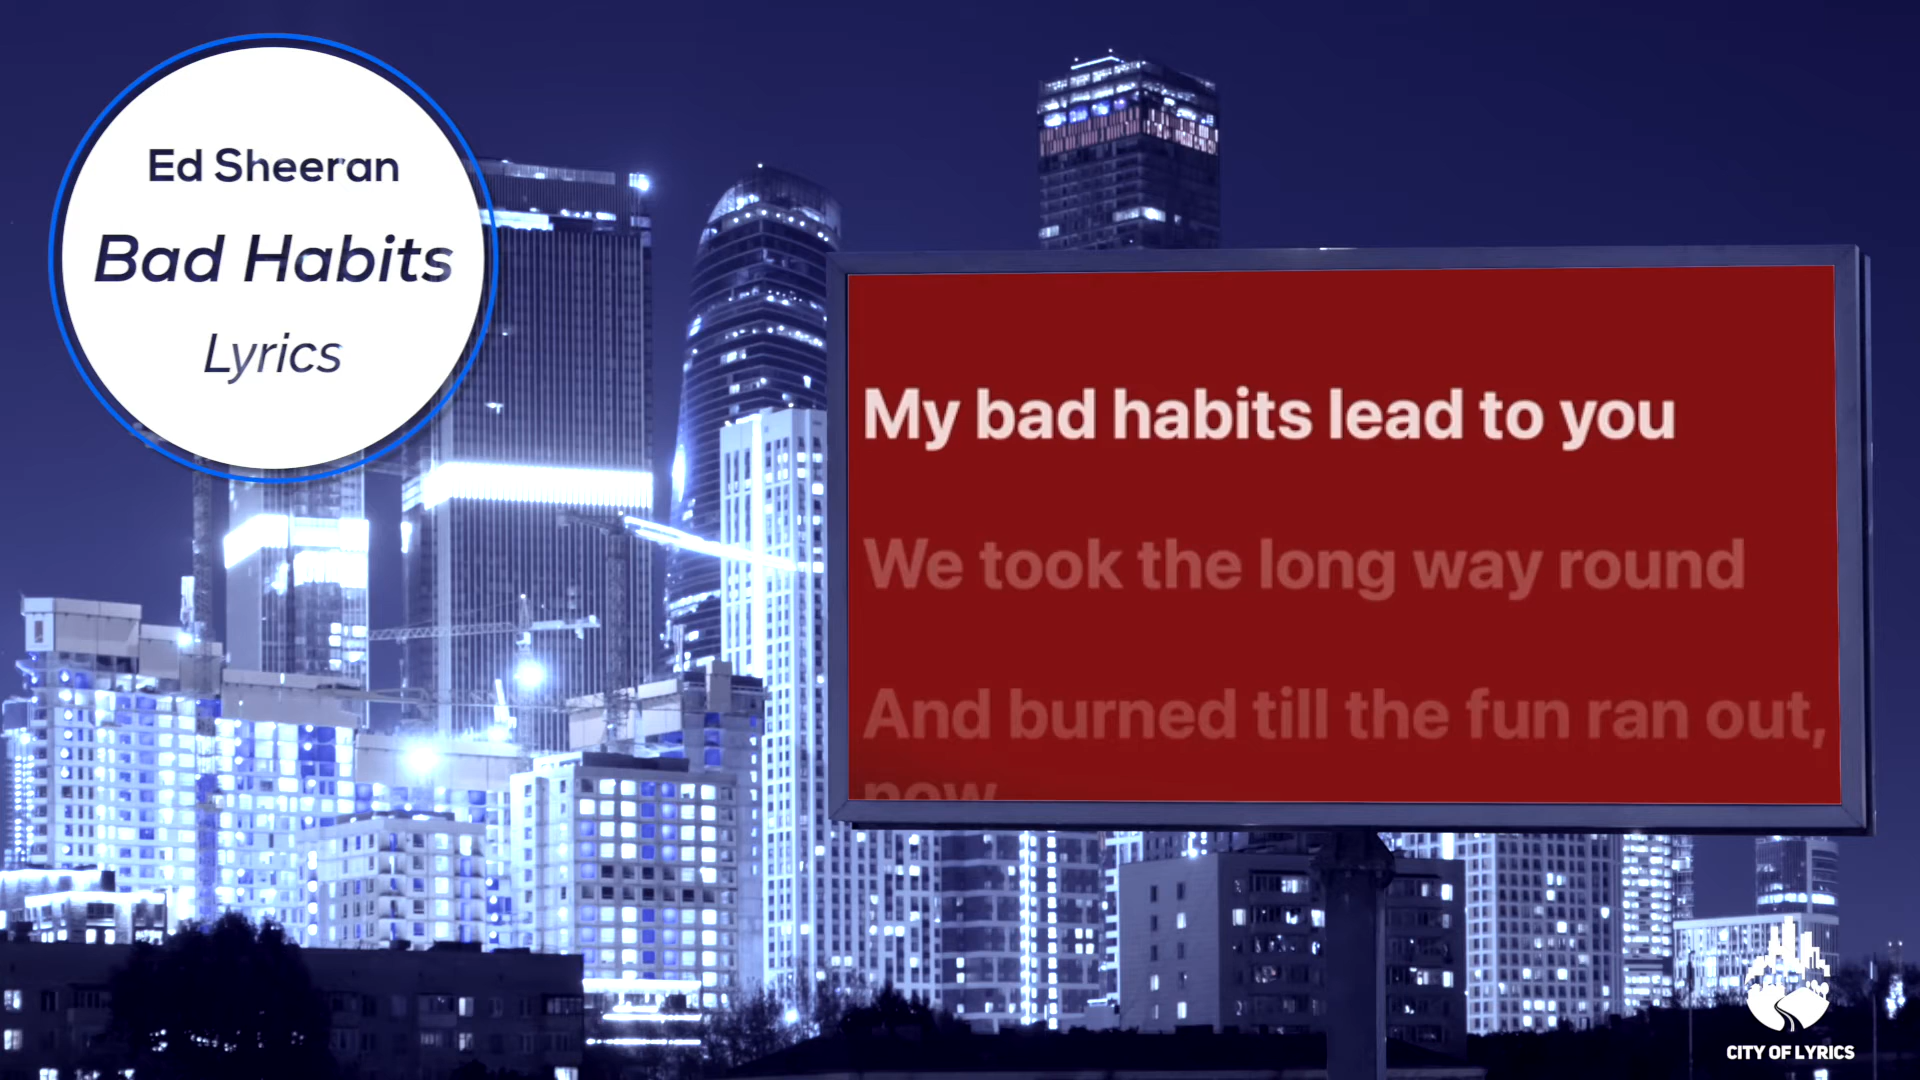 Ed Sheeran
Bad Habits
Lyrics
My bad habits lead to you
We took the long way round
And burned till the fun ran out,
now
CITY OF LYRICS